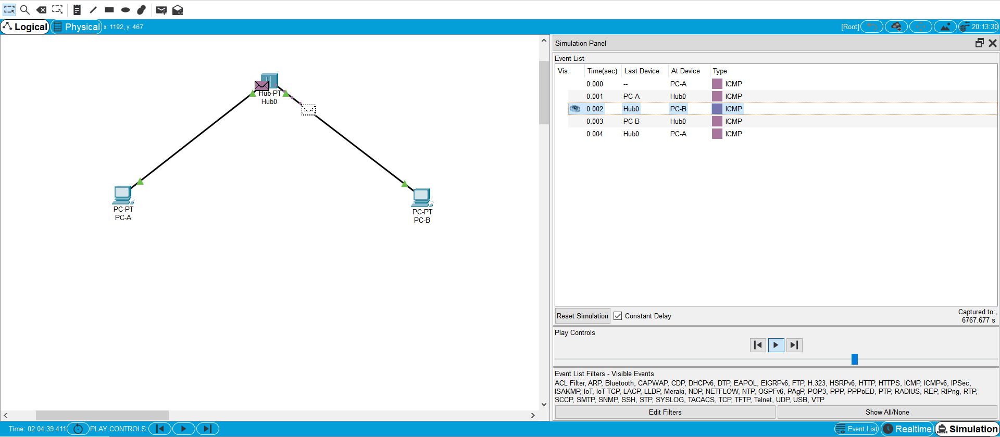 Logical Physical x: 1192, y: 467 [Root] 20:13:30
Hub-PT
Hub0
PC-PT
PC-A
PC-PT
PC-B
Simulation Panel
Event List
Vis. Time(sec) Last Device At Device Type
0.000 -- PC-A ICMP
0.001 PC-A Hub0 ICMP
0.002 Hub0 PC-B ICMP
0.003 PC-B Hub0 ICMP
0.004 Hub0 PC-A ICMP
Reset Simulation Constant Delay
Captured to:
6767.677 s
Play Controls
Event List Filters - Visible Events
ACL Filter, ARP, Bluetooth, CAPWAP, CDP, DHCPv6, DTP, EAPOL, EIGRPv6, FTP, H.323, HSRPv6, HTTP, HTTPS, ICMP, ICMPv6, IPSec,
ISAKMP, IoT, IoT TCP, LACP, LLDP, Meraki, NDP, NETFLOW, NTP, OSPFv6, PAgP, POP3, PPP, PPPoED, PTP, RADIUS, REP, RIPng, RTP,
SCCP, SMTP, SNMP, SSH, STP, SYSLOG, TACACS, TCP, TFTP, Telnet, UDP, USB, VTP
Edit Filters Show All/None
Time: 02:04:39.411 PLAY CONTROLS: Event List Realtime Simulation